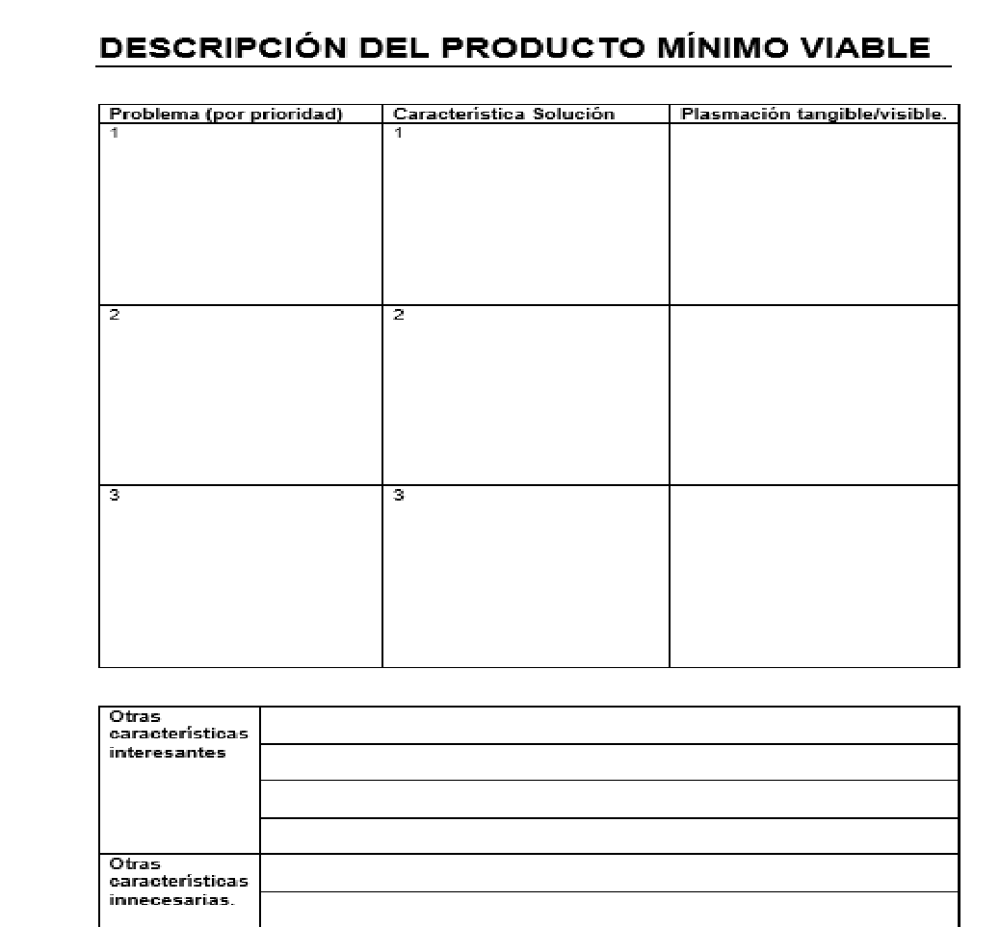 DESCRIPCIÓN DEL PRODUCTO MÍNIMO VIABLE
Problema (por prioridad) Característica Solución Plasmación tangible/visible.
1 1
2 2
3 3
Otras
características
interesantes
Otras
características
innecesarias.